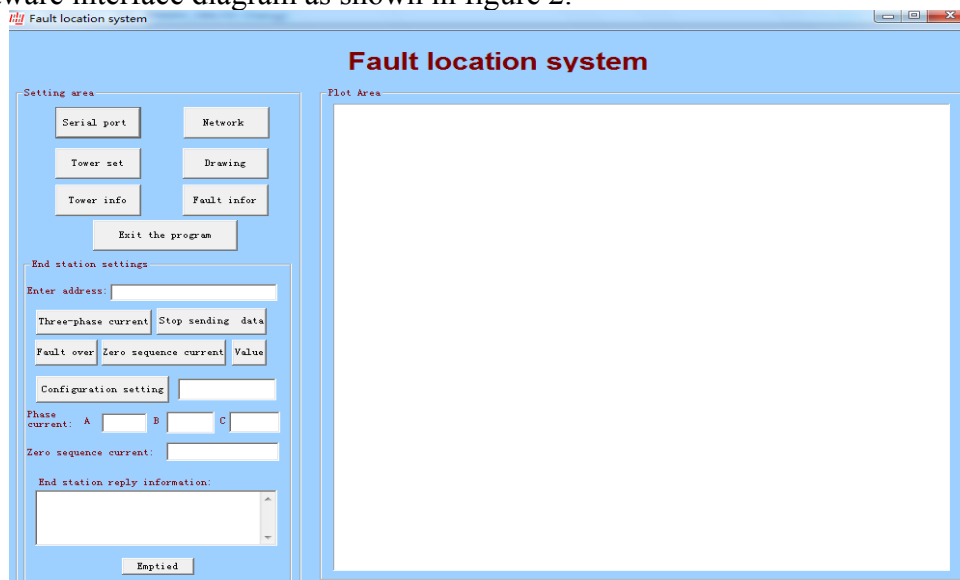 ware interface diagram as shown in figure 2.
Fault location system
Fault location system
Setting area
Plot Area
Serial port
Network
Tower set
Drawing
Tower info
Fault infor
Exit the program
End station settings
Enter address:
Three-phase current
Stop sending data
Fault over
Zero sequence current
Value
Configuration setting
Phase
current: A B C
Zero sequence current:
End station reply information:
Emptied